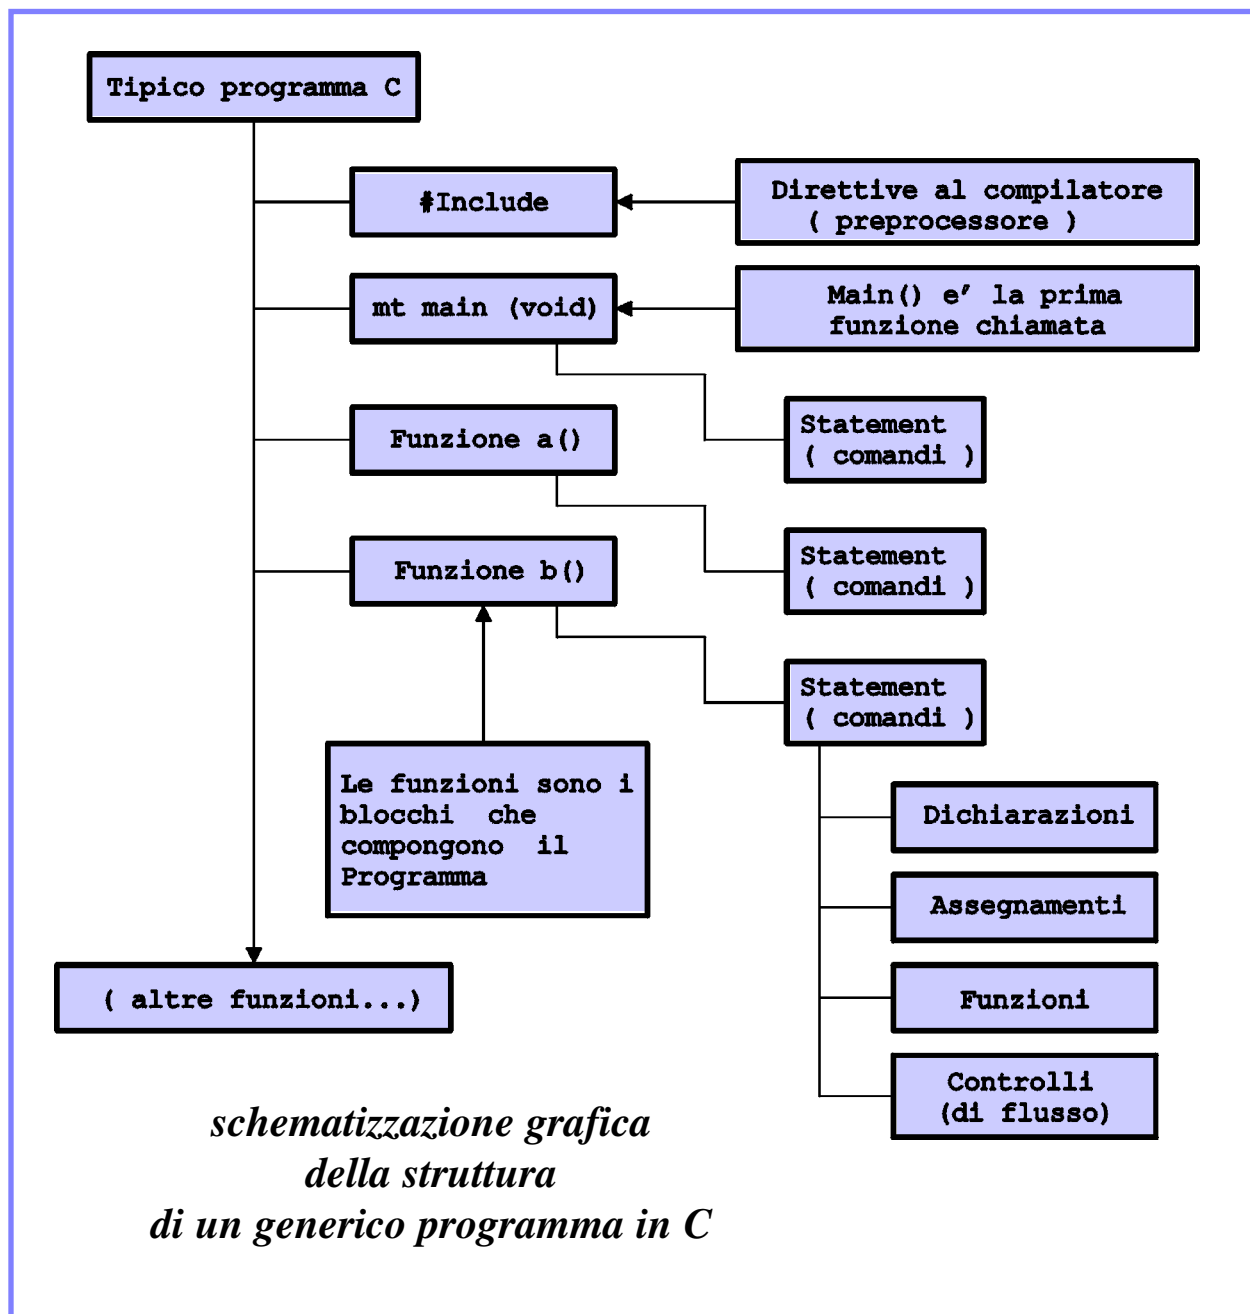 Tipico programma C
#Include
Direttive al compilatore
( preprocessore )
mt main (void)
Main() e' la prima
funzione chiamata
Funzione a()
Statement
( comandi )
Funzione b()
Statement
( comandi )
Statement
( comandi )
Le funzioni sono i
blocchi che
compongono il
Programma
Dichiarazioni
Assegnamenti
Funzioni
Controlli
(di flusso)
( altre funzioni...)
schematizzazione grafica
della struttura
di un generico programma in C